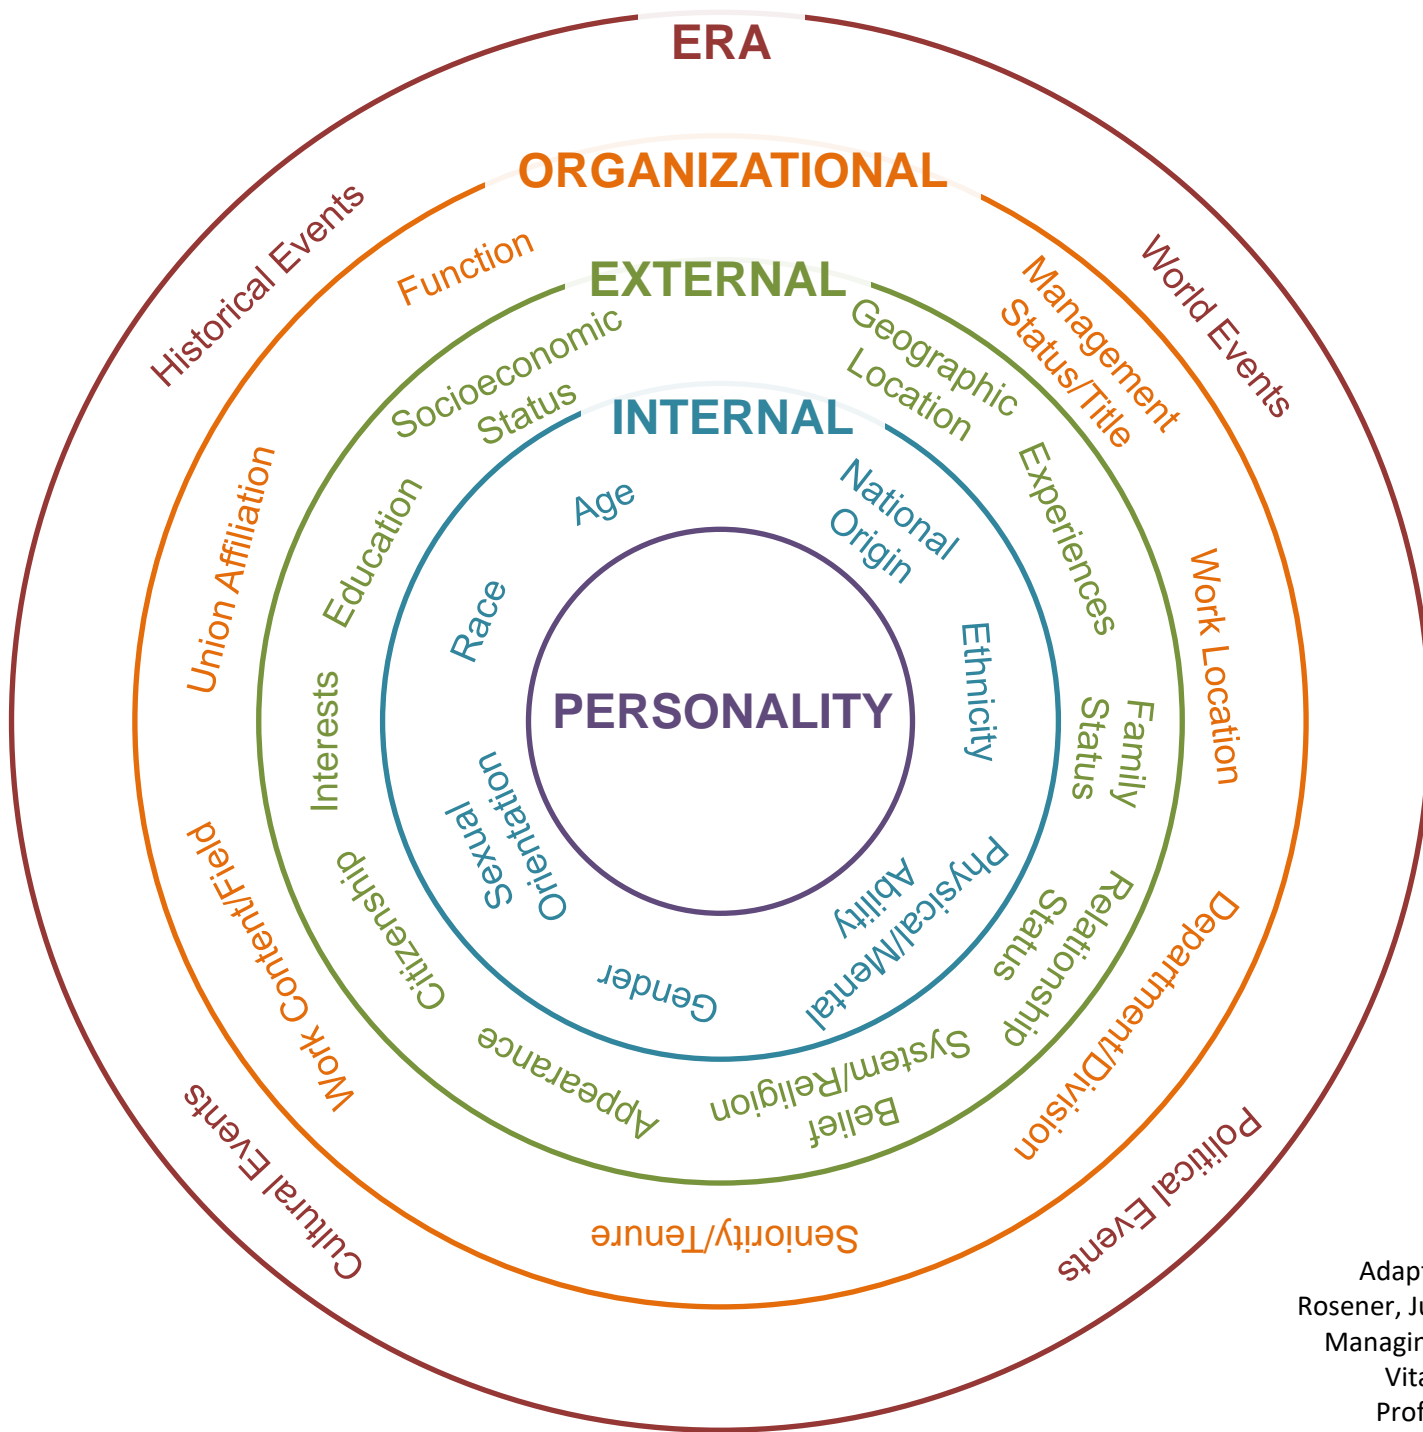 ERA
Historical Events
World Events
Political Events
Cultural Events
ORGANIZATIONAL
Function
Management
Status/Title
Work Location
Department/Division
Seniority/Tenure
Work Content/Field
Union Affiliation
EXTERNAL
Geographic
Location
Experiences
Family
Status
Relationship
Status
Belief
System/Religion
Appearance
Citizenship
Interests
Education
Socioeconomic
Status
INTERNAL
Age
National
Origin
Ethnicity
Physical/Mental
Ability
Gender
Sexual
Orientation
Race
PERSONALITY
Rosener,